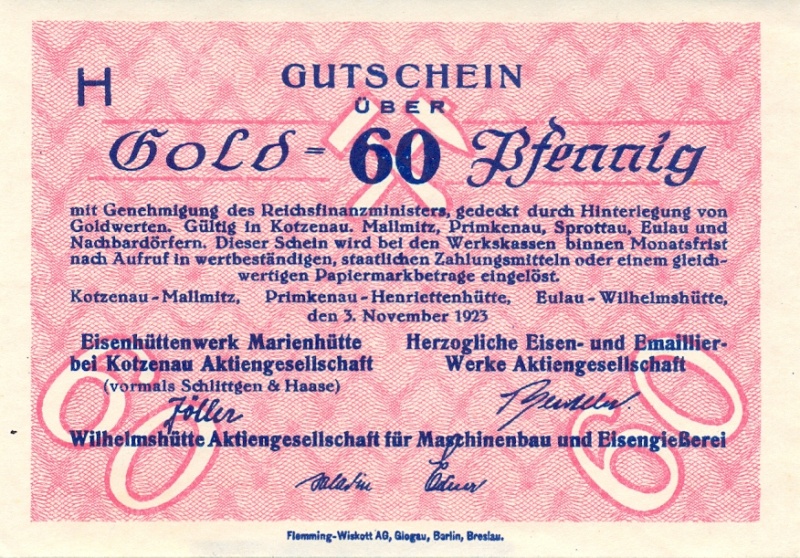 H
GUTSCHEIN
ÜBER
Gold = 60 Pfennig
mit Genehmigung des Reichsfinanzministers, gedeckt durch Hinterlegung von
Goldwerten. Gültig in Kotzenau. Mallmitz, Primkenau, Sprottau, Eulau und
Nachbardörfern. Dieser Schein wird bei den Werkskassen binnen Monatsfrist
nach Aufruf in wertbeständigen, staatlichen Zahlungsmitteln oder einem gleich-
wertigen Papiermarkbetrage eingelöst.
Kotzenau-Mallmitz, Primkenau-Henriettenhütte, Eulau-Wilhelmshütte,
den 3. November 1923
Eisenhüttenwerk Marienhütte
bei Kotzenau Aktiengesellschaft
(vormals Schlittgen & Haase)
Jöller
Herzogliche Eisen- und Emaillier-
Werke Aktiengesellschaft
Wilhelmshütte Aktiengesellschaft für Maschinenbau und Eisengießerei
60
60
Flemming-Wiskott AG, Glogau, Berlin, Breslau.